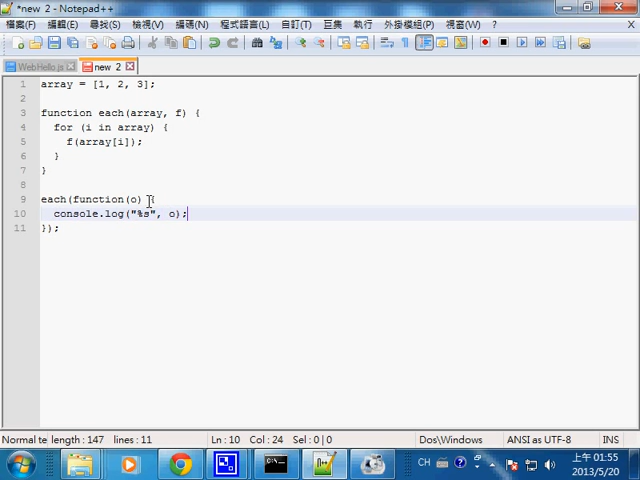 *new 2 - Notepad++
檔案(F) 編輯(E) 尋找(S) 檢視(V) 編碼(N) 程式語言(L) 自訂(T) 巨集 執行 外掛模組(P) 視窗(W) ?
WebHello.js new 2
1 array = [1, 2, 3];
2
3 function each(array, f) {
4 for (i in array) {
5 f(array[i]);
6 }
7 }
8
9 each(function(o) {
10 console.log("%s", o);
11 });
Normal te length : 147 lines : 11 Ln : 10 Col : 24 Sel : 0 | 0 Dos\Windows ANSI as UTF-8 INS
CH
上午 01:55
2013/5/20